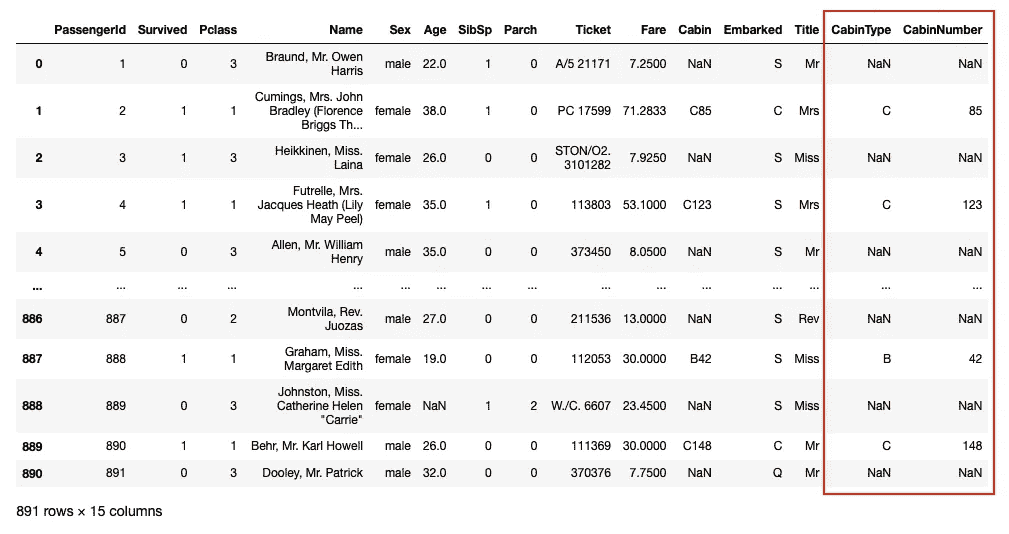 PassengerId Survived Pclass Name Sex Age SibSp Parch Ticket Fare Cabin Embarked Title CabinType CabinNumber
0 1 0 3 Braund, Mr. Owen Harris male 22.0 1 0 A/5 21171 7.2500 NaN S Mr NaN NaN
1 2 1 1 Cumings, Mrs. John Bradley (Florence Briggs Th... female 38.0 1 0 PC 17599 71.2833 C85 C Mrs C 85
2 3 1 3 Heikkinen, Miss. Laina female 26.0 0 0 STON/O2. 3101282 7.9250 NaN S Miss NaN NaN
3 4 1 1 Futrelle, Mrs. Jacques Heath (Lily May Peel) female 35.0 1 0 113803 53.1000 C123 S Mrs C 123
4 5 0 3 Allen, Mr. William Henry male 35.0 0 0 373450 8.0500 NaN S Mr NaN NaN
... ... ... ... ... ... ... ... ... ... ... ... ... ... ... ...
886 887 0 2 Montvila, Rev. Juozas male 27.0 0 0 211536 13.0000 NaN S Rev NaN NaN
887 888 1 1 Graham, Miss. Margaret Edith female 19.0 0 0 112053 30.0000 B42 S Miss B 42
888 889 0 3 Johnston, Miss. Catherine Helen "Carrie" female NaN 1 2 W./C. 6607 23.4500 NaN S Miss NaN NaN
889 890 1 1 Behr, Mr. Karl Howell male 26.0 0 0 111369 30.0000 C148 C Mr C 148
890 891 0 3 Dooley, Mr. Patrick male 32.0 0 0 370376 7.7500 NaN Q Mr NaN NaN
891 rows × 15 columns